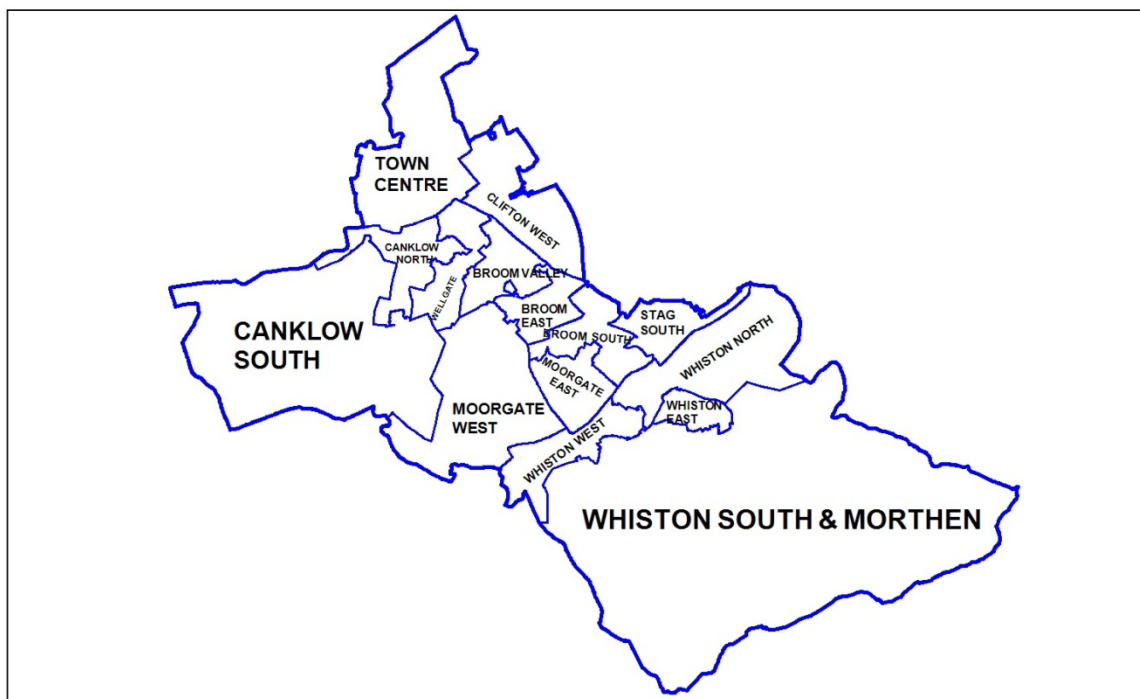 TOWN
CENTRE
CLIFTON WEST
CANKLOW
NORTH
WELLGATE
BROOM VALLEY
BROOM
EAST
BROOM SOUTH
STAG
SOUTH
WHISTON NORTH
CANKLOW
SOUTH
MOORGATE
EAST
MOORGATE
WEST
WHISTON
EAST
WHISTON WEST
WHISTON SOUTH & MORTHEN